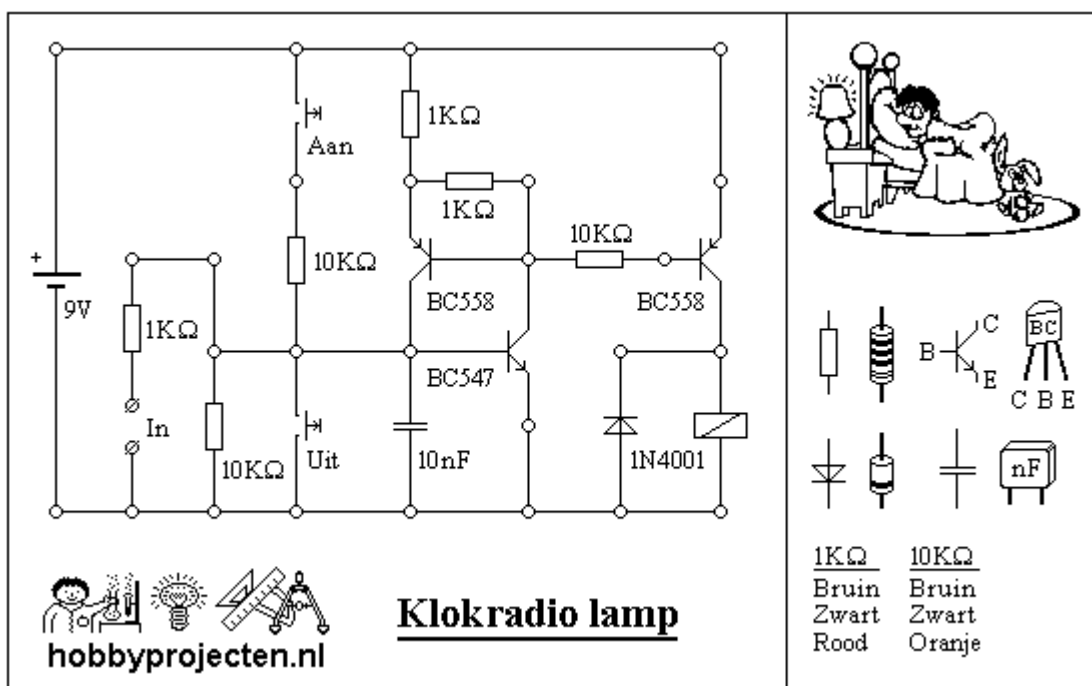 1KΩ
Aan
1KΩ
10KΩ
10KΩ
+
9V
BC558
BC558
1KΩ
BC547
In
10KΩ
Uit
10nF
1N4001
hobbyprojecten.nl
Klokradio lamp
B
C
E
BC
C B E
nF
1KΩ 10KΩ
Bruin Bruin
Zwart Zwart
Rood Oranje